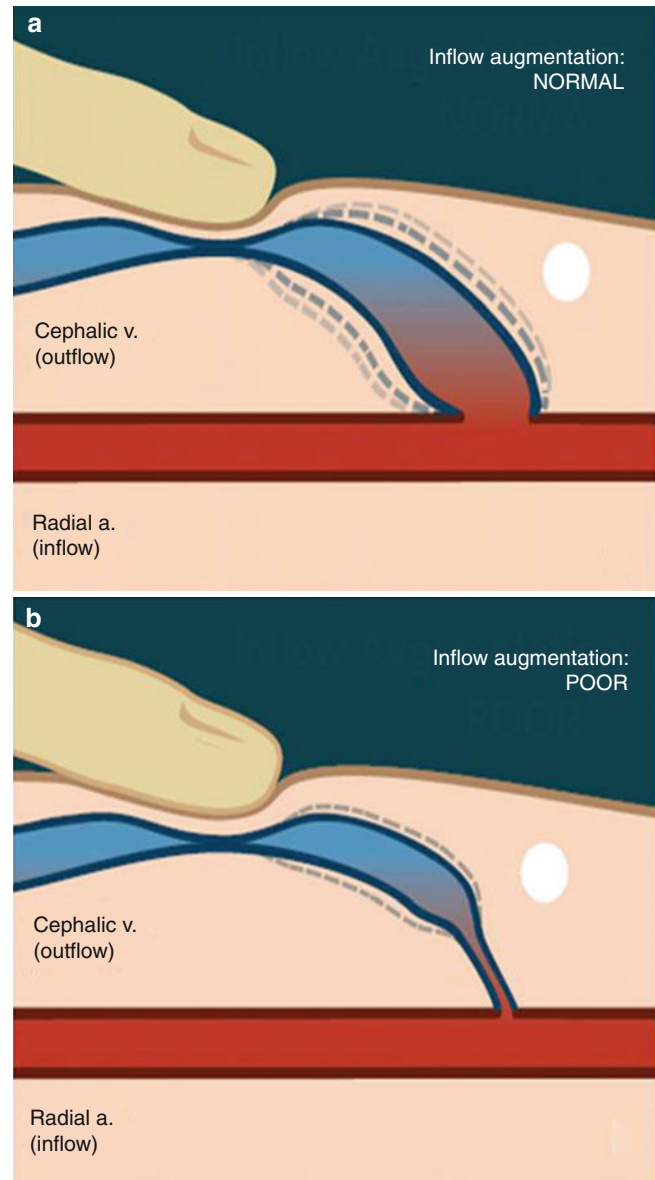 a
Inflow augmentation:
NORMAL
Cephalic v.
(outflow)
Radial a.
(inflow)
b
Inflow augmentation:
POOR
Cephalic v.
(outflow)
Radial a.
(inflow)